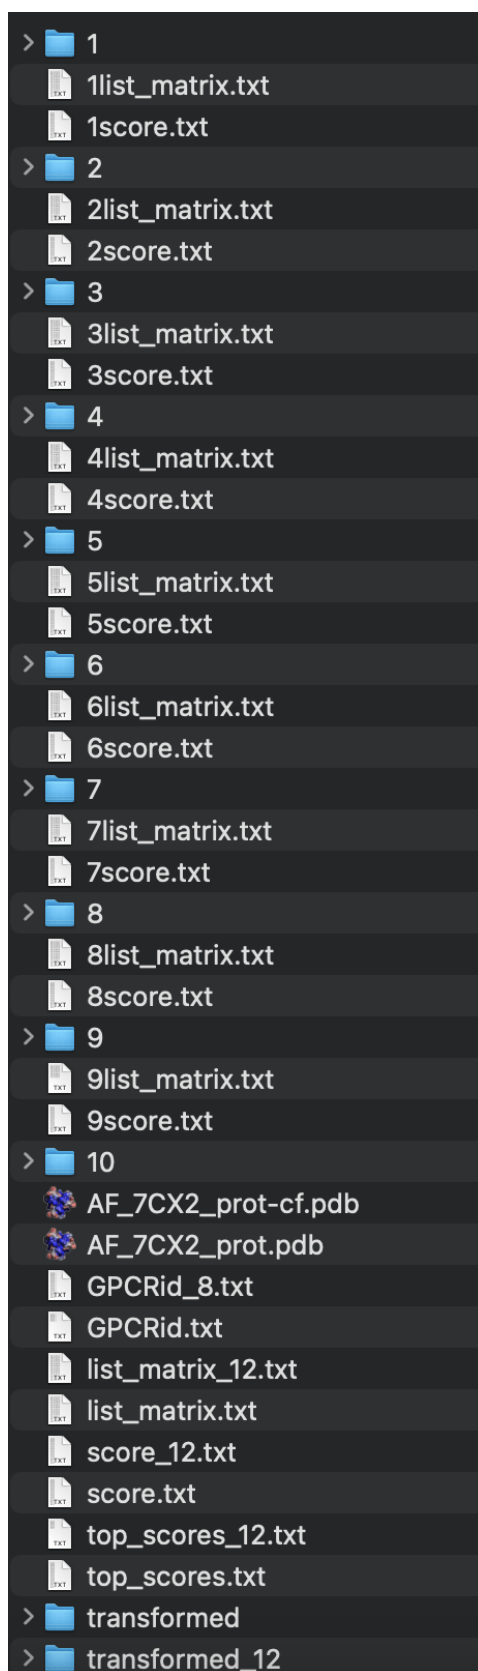 1
1list_matrix.txt
1score.txt
2
2list_matrix.txt
2score.txt
3
3list_matrix.txt
3score.txt
4
4list_matrix.txt
4score.txt
5
5list_matrix.txt
5score.txt
6
6list_matrix.txt
6score.txt
7
7list_matrix.txt
7score.txt
8
8list_matrix.txt
8score.txt
9
9list_matrix.txt
9score.txt
10
AF_7CX2_prot-cf.pdb
AF_7CX2_prot.pdb
GPCRid_8.txt
GPCRid.txt
list_matrix_12.txt
list_matrix.txt
score_12.txt
score.txt
top_scores_12.txt
top_scores.txt
transformed
transformed_12